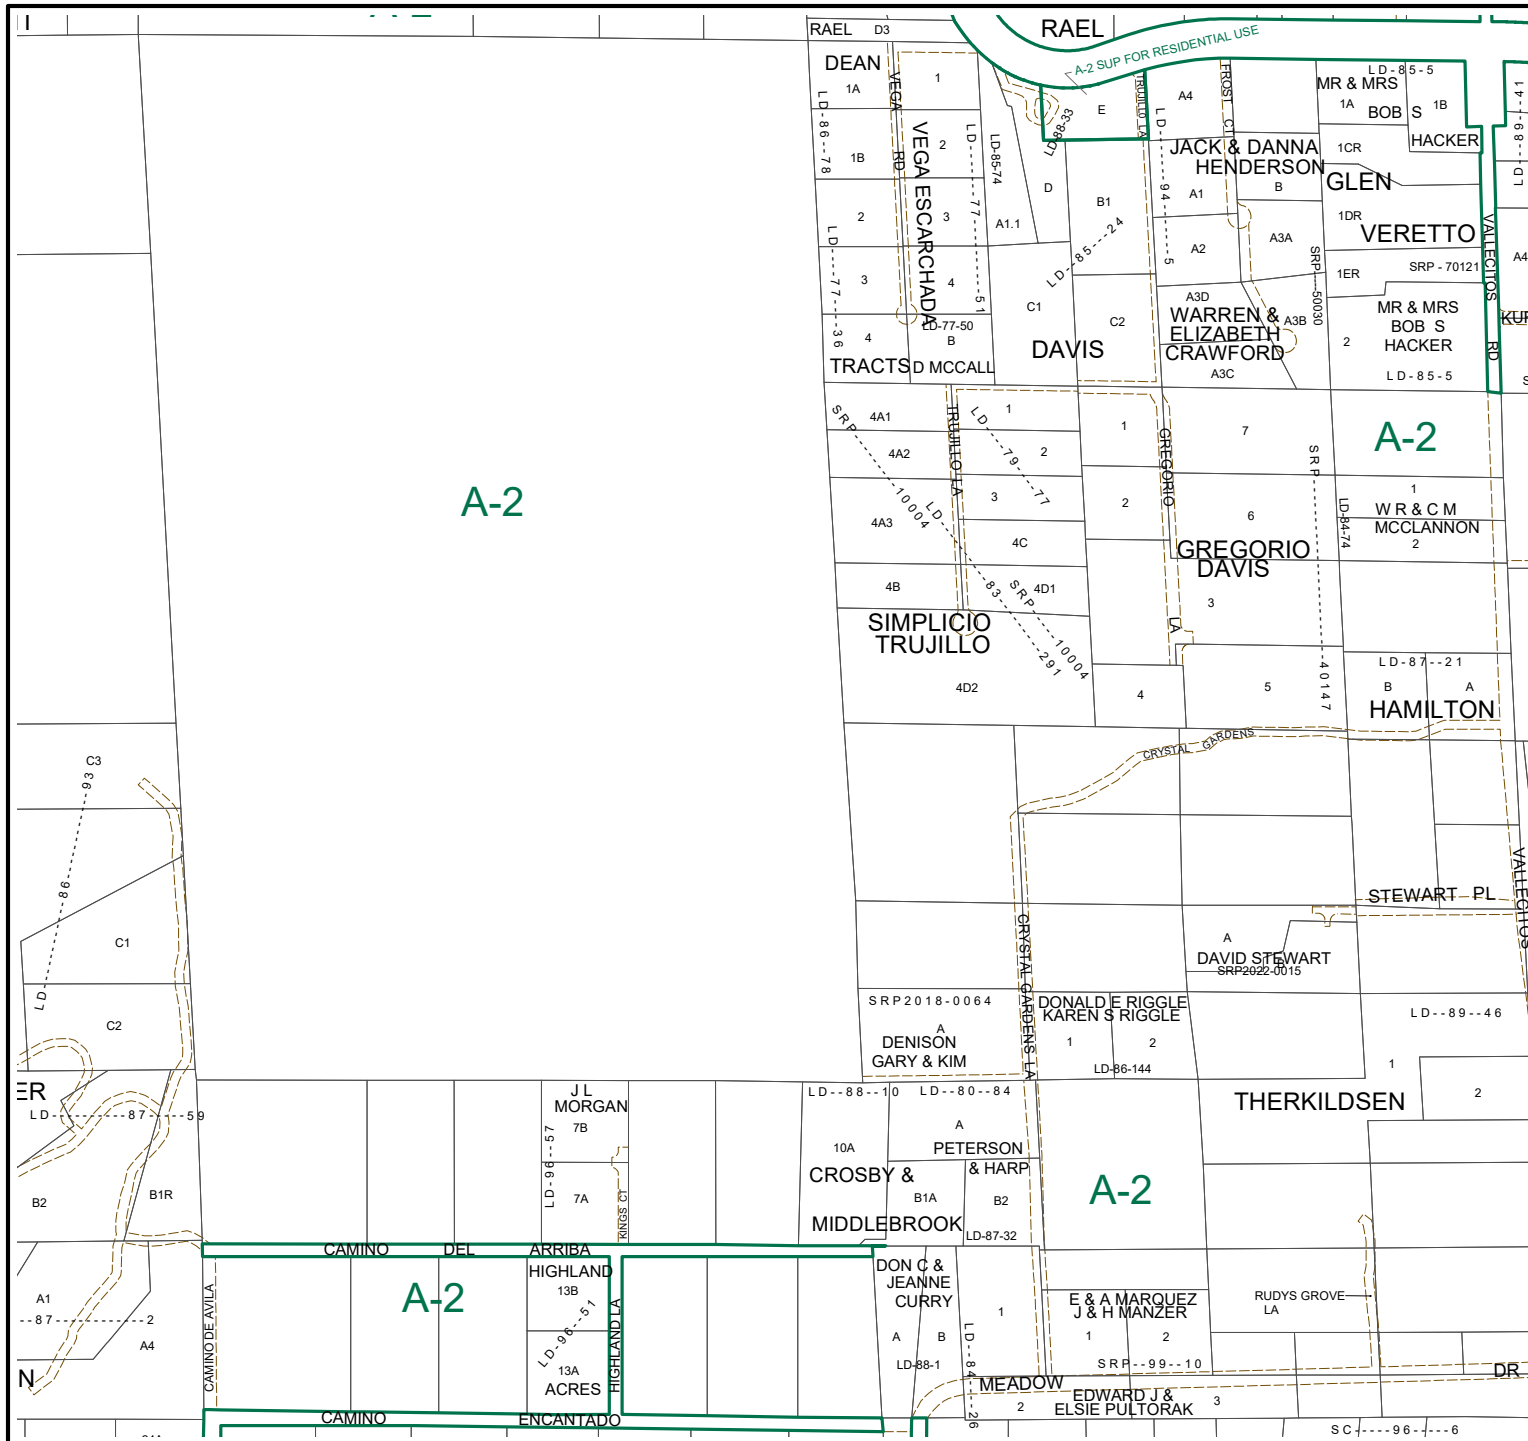 RAEL D3
RAEL
A-2 SUP FOR RESIDENTIAL USE
DEAN
1A
LD-86--78
VEGA RD
1
1B
2
VEGA ESCARCHADA
LD----77----51
LD-85-74
LD-88-33
E
TRUJILLO LA
A4
FROST CT
LD-85-5
MR & MRS
1A
BOB S
1B
HACKER
LD--89--14
JACK & DANNA
HENDERSON
1CR
GLEN
D
B1
LD----94----5
A1
B
2
3
A1.1
1DR
VERETTO
VALLECITOS RD
LD--85---24
A2
A3A
LD----77----36
3
4
SRP---50030
1ER
SRP-70121
A4
C1
A3D
WARREN &
ELIZABETH
CRAWFORD
A3B
A3C
MR & MRS
BOB S
HACKER
2
LD-85-5
LD-77-50
B
4
C2
DAVIS
TRACTS
D MCCALL
4A1
SRP----10004
TRUJILLO LA
1
LD----79----77
4A2
2
1
GREGORIO LA
7
A-2
SRP--------40147
A-2
4A3
3
2
6
LD-84-74
1
W R & C M
MCCLANNON
2
4C
GREGORIO
DAVIS
LD----83----291
4B
4D1
SRP----10004
3
SIMPLICIO
TRUJILLO
4D2
4
5
LD-87--21
B
A
HAMILTON
CRYSTAL GARDENS
C3
LD----86----93
STEWART PL
VALLECITOS
C1
CRYSTAL GARDENS LA
A
DAVID STEWART
B
SRP2022-0015
C2
SRP2018-0064
A
DENISON
GARY & KIM
DONALD E RIGGLE
KAREN S RIGGLE
1
2
LD-86-144
LD--89--46
1
2
THERKILDSEN
ER
LD------87----59
J L
MORGAN
7B
LD-96--57
7A
KINGS CT
LD--88--10
LD--80--84
10A
A
PETERSON
& HARP
CROSBY &
MIDDLEBROOK
B1A
B2
LD-87-32
A-2
B2
B1R
CAMINO DEL ARRIBA
HIGHLAND
13B
LD-96--51
13A
ACRES
HIGHLAND LA
A-2
CAMINO DE AVILA
A1
--87--------2
A4
N
DON C &
JEANNE
CURRY
A
B
LD-88-1
LD--84---26
1
E & A MARQUEZ
J & H MANZER
1
2
SRP--99--10
RUDYS GROVE
LA
MEADOW
DR
2
EDWARD J &
ELSIE PULTORAK
3
CAMINO ENCANTADO
SC-----96----6